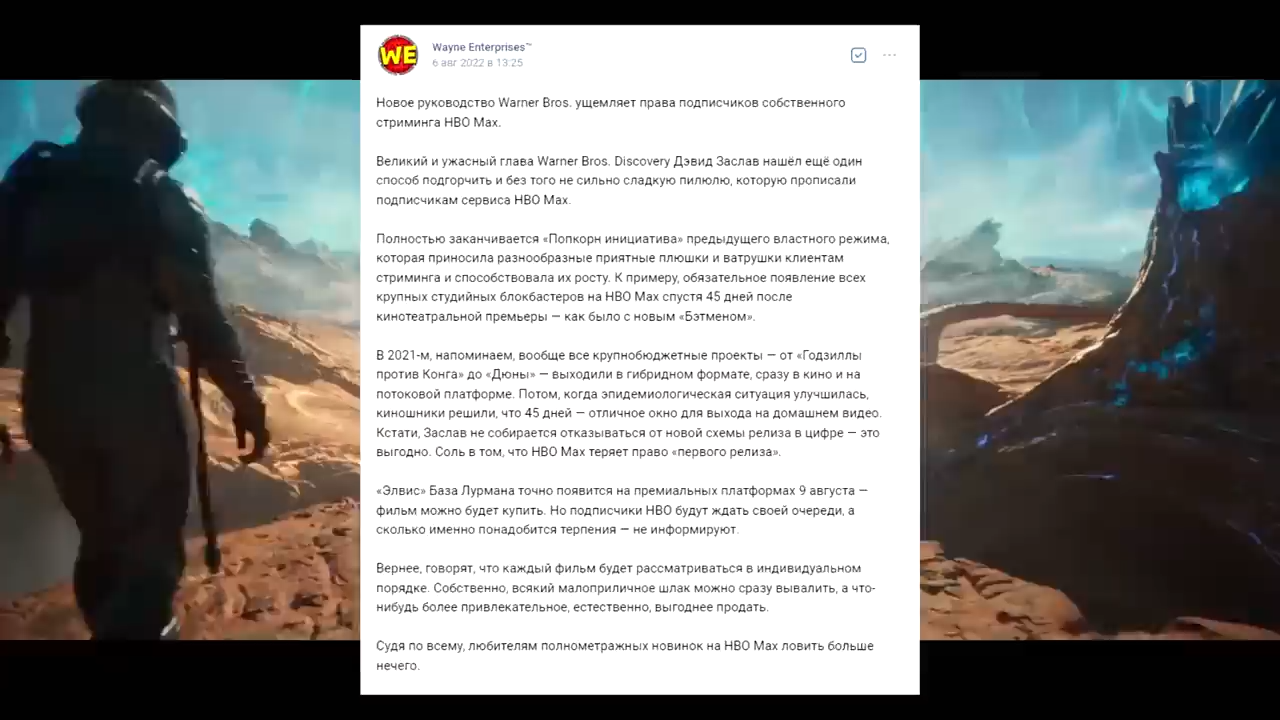 WE
Wayne Enterprises™
6 авг 2022 в 13:25
Новое руководство Warner Bros. ущемляет права подписчиков собственного
стриминга HBO Max.
Великий и ужасный глава Warner Bros. Discovery Дэвид Заслав нашёл ещё один
способ подгорчить и без того не сильно сладкую пилюлю, которую прописали
подписчикам сервиса HBO Max.
Полностью заканчивается «Попкорн инициатива» предыдущего властного режима,
которая приносила разнообразные приятные плюшки и ватрушки клиентам
стриминга и способствовала их росту. К примеру, обязательное появление всех
крупных студийных блокбастеров на HBO Max спустя 45 дней после
кинотеатральной премьеры — как было с новым «Бэтменом».
В 2021-м, напоминаем, вообще все крупнобюджетные проекты — от «Годзиллы
против Конга» до «Дюны» — выходили в гибридном формате, сразу в кино и на
потоковой платформе. Потом, когда эпидемиологическая ситуация улучшилась,
киношники решили, что 45 дней — отличное окно для выхода на домашнем видео.
Кстати, Заслав не собирается отказываться от новой схемы релиза в цифре — это
выгодно. Соль в том, что HBO Max теряет право «первого релиза».
«Элвис» База Лурмана точно появится на премиальных платформах 9 августа —
фильм можно будет купить. Но подписчики HBO будут ждать своей очереди, а
сколько именно понадобится терпения — не информируют.
Вернее, говорят, что каждый фильм будет рассматриваться в индивидуальном
порядке. Собственно, всякий малоприличное шлак можно сразу вывалить, а что-
нибудь более привлекательное, естественно, выгоднее продать.
Судя по всему, любителям полнометражных новинок на HBO Max ловить больше
нечего.